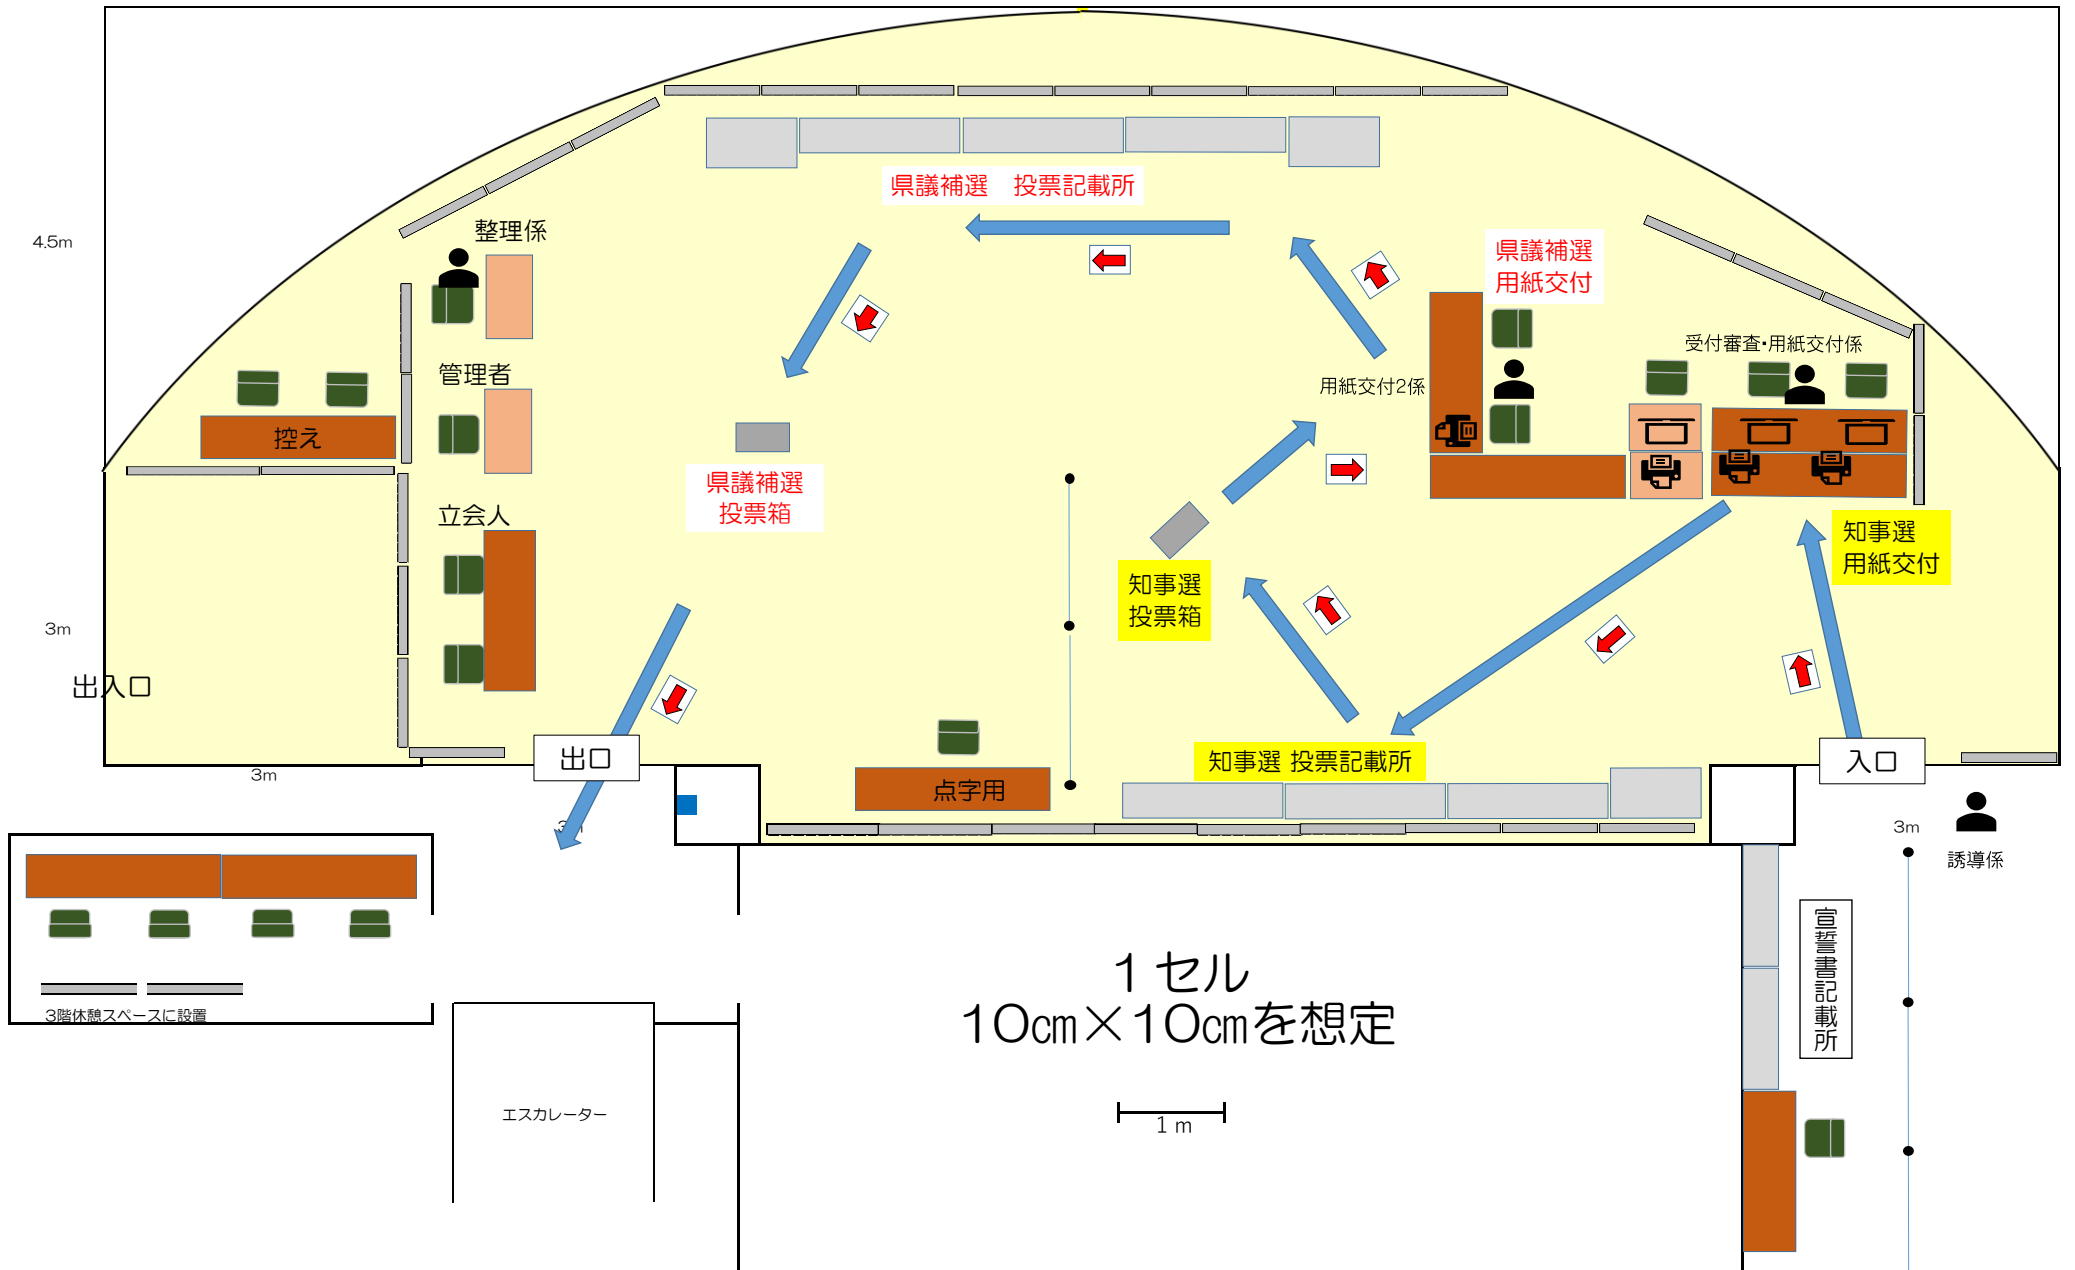 県議補選　投票記載所
整理係
4.5m
県議補選
用紙交付
受付審査・用紙交付係
管理者
用紙交付2係
控え
県議補選
投票箱
立会人
知事選
用紙交付
知事選
投票箱
3m
出入口
出口
知事選 投票記載所
入口
3m
点字用
3m
3m
誘導係
宣誓書記載所
１セル
10㎝×10㎝を想定
3階休憩スペースに設置
エスカレーター
1 m